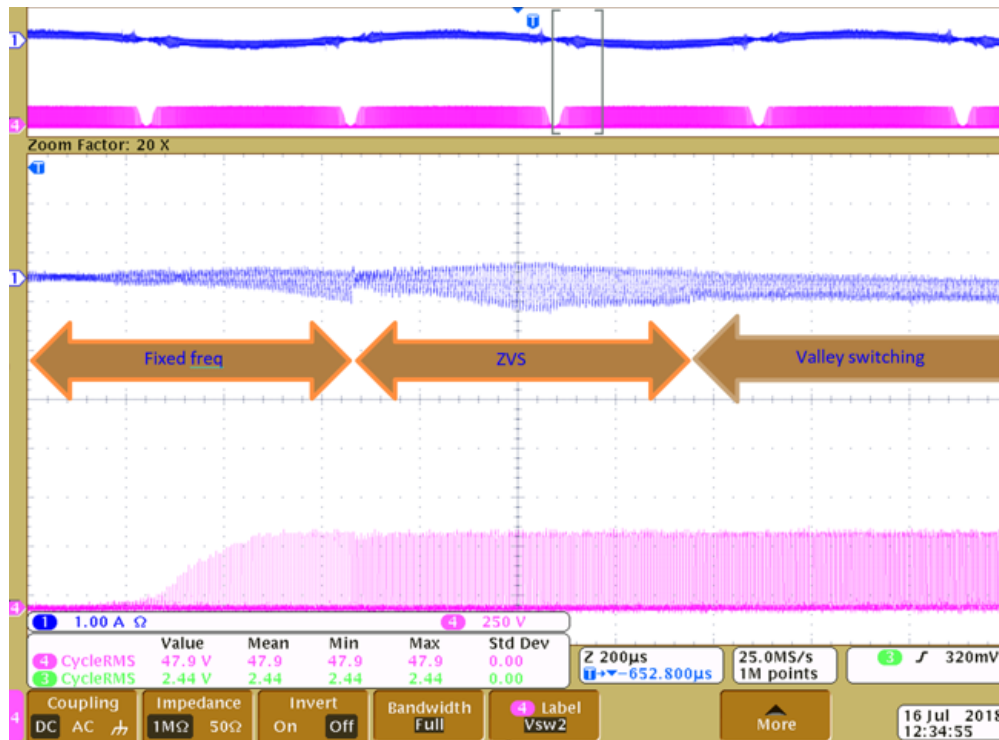 T
1
4
Zoom Factor: 20 X
T
1
Fixed freq ZVS Valley switching
4
1 1.00 A Ω 4 250 V
Value Mean Min Max Std Dev
4 CycleRMS 47.9 V 47.9 47.9 47.9 0.00
3 CycleRMS 2.44 V 2.44 2.44 2.44 0.00
Z 200µs
T→▼−652.800µs
25.0MS/s
1M points
3 ∫ 320mV
4
Coupling
DC AC
Impedance
1MΩ 50Ω
Invert
On Off
Bandwidth
Full
4 Label
Vsw2
More
16 Jul 2018
12:34:55